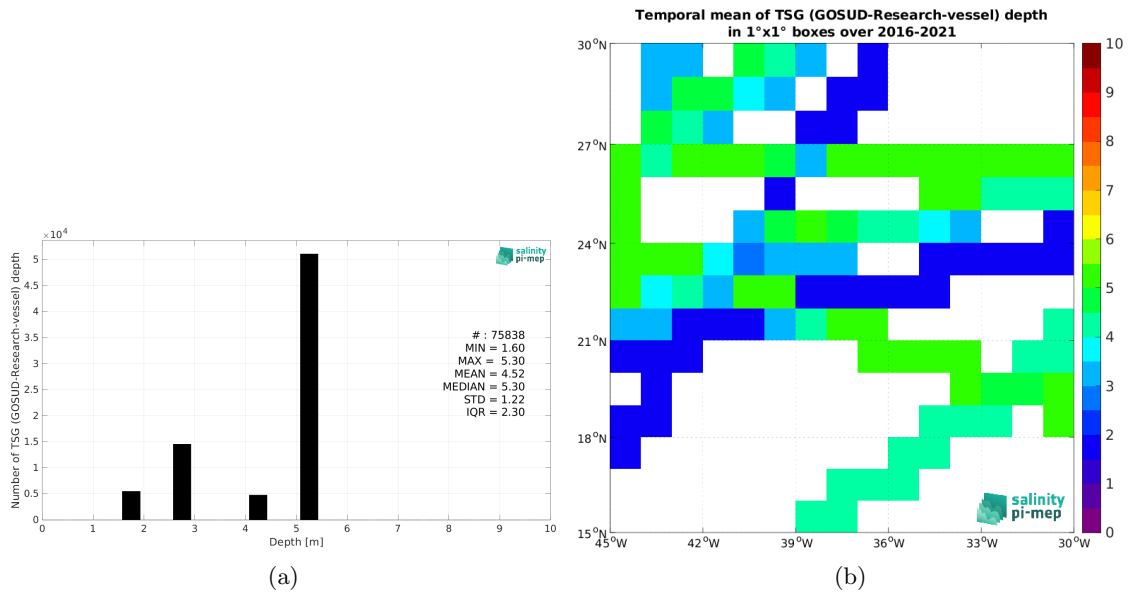 ×10⁴
5
4.5
4
3.5
3
2.5
2
1.5
1
0.5
0
Number of TSG (GOSUD-Research-vessel) depth
salinity
pi-mep
# : 75838
MIN = 1.60
MAX = 5.30
MEAN = 4.52
MEDIAN = 5.30
STD = 1.22
IQR = 2.30
0 1 2 3 4 5 6 7 8 9 10
Depth [m]
(a)
Temporal mean of TSG (GOSUD-Research-vessel) depth
in 1°x1° boxes over 2016-2021
30°N
27°N
24°N
21°N
18°N
15°N
45°W 42°W 39°W 36°W 33°W 30°W
salinity
pi-mep
10
9
8
7
6
5
4
3
2
1
0
(b)